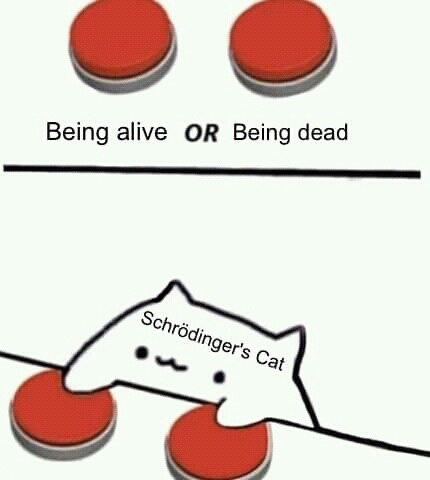 Being alive OR Being dead
Schrödinger's Cat